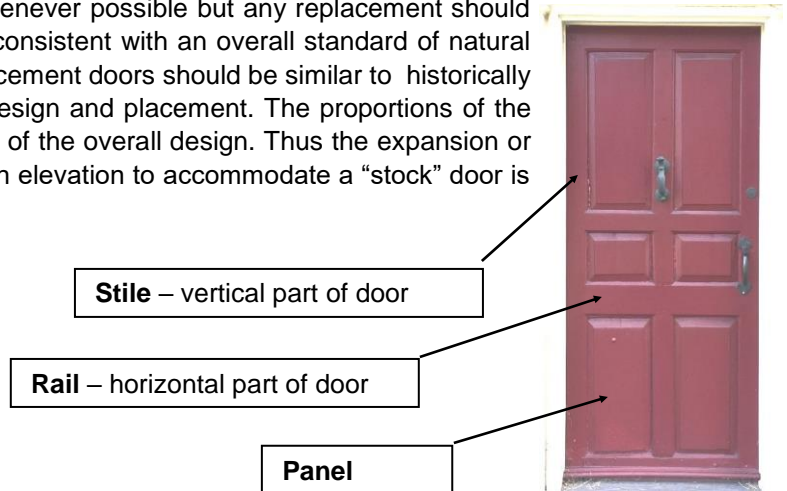 enever possible but any replacement should
consistent with an overall standard of natural
cement doors should be similar to historically
esign and placement. The proportions of the
of the overall design. Thus the expansion or
n elevation to accommodate a “stock” door is
Stile – vertical part of door
Rail – horizontal part of door
Panel